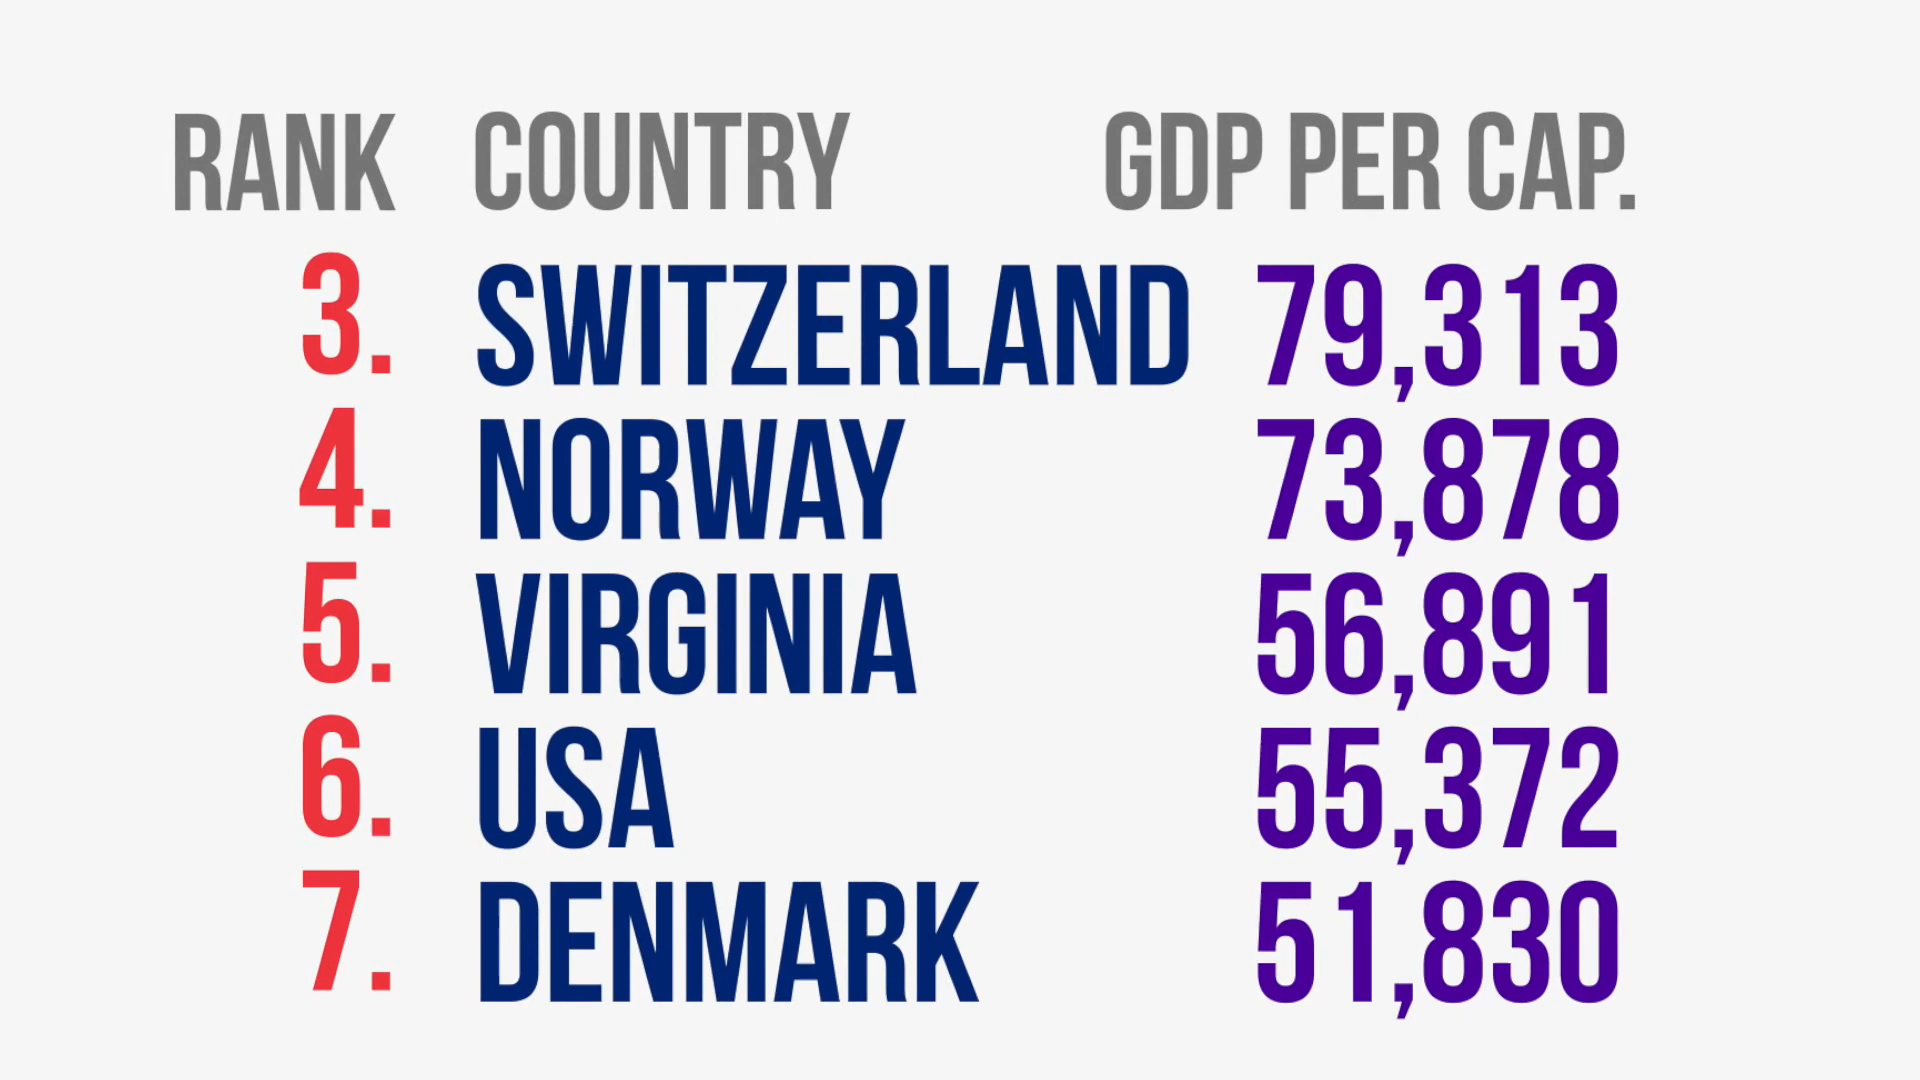 RANK COUNTRY GDP PER CAP.
3. SWITZERLAND 79,313
4. NORWAY 73,878
5. VIRGINIA 56,891
6. USA 55,372
7. DENMARK 51,830